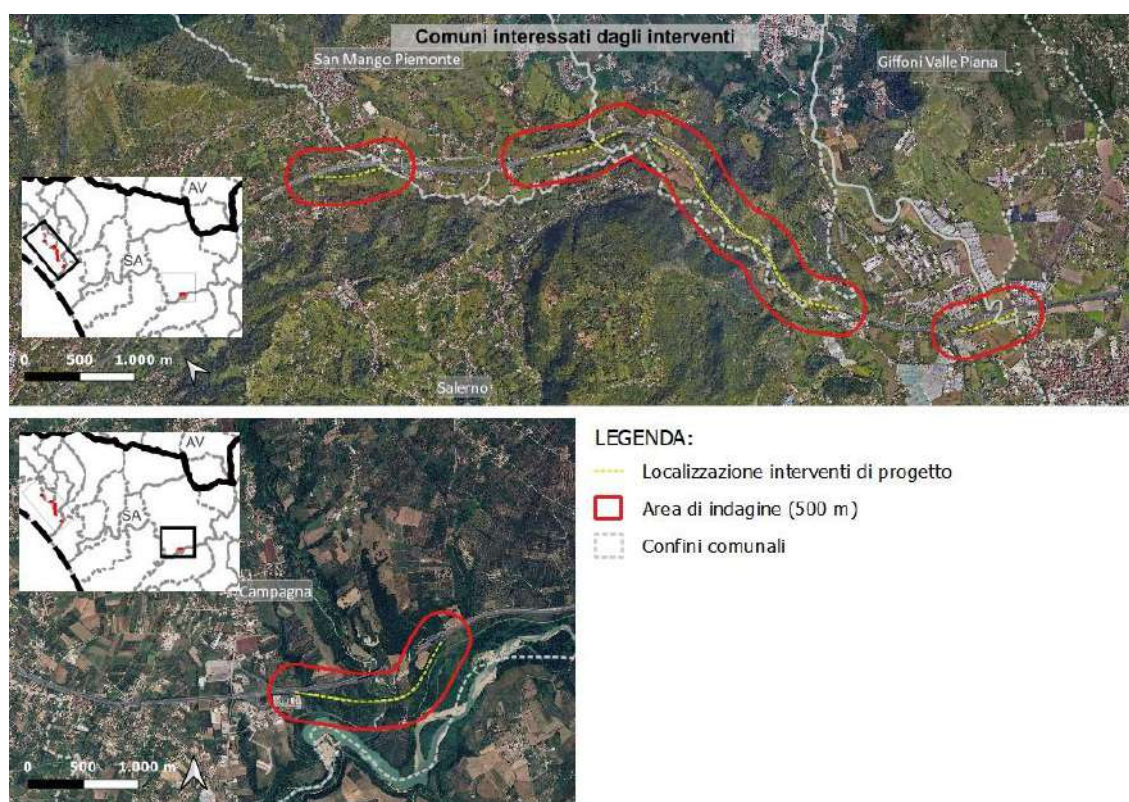 Comuni interessati dagli interventi
San Mango Piemonte
Giffoni Valle Piana
AV
SA
0 500 1.000 m
Salerno
AV
SA
Campagna
0 500 1.000 m
LEGENDA:
Localizzazione interventi di progetto
Area di indagine (500 m)
Confini comunali